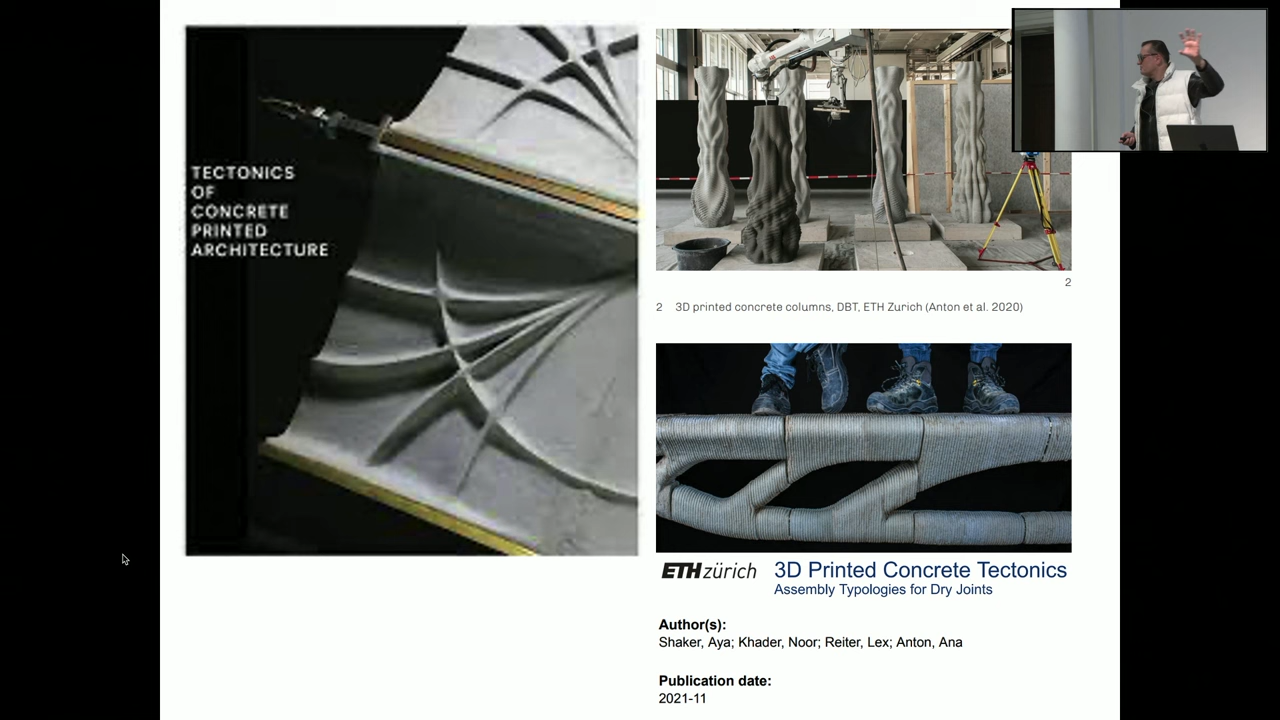 TECTONICS
OF
CONCRETE
PRINTED
ARCHITECTURE
2
2 3D printed concrete columns, DBT, ETH Zurich (Anton et al. 2020)
ETH zürich
3D Printed Concrete Tectonics
Assembly Typologies for Dry Joints
Author(s):
Shaker, Aya; Khader, Noor; Reiter, Lex; Anton, Ana
Publication date:
2021-11